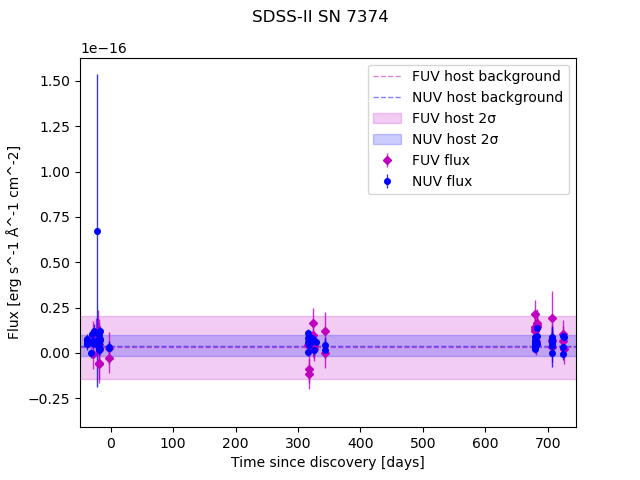 SDSS-II SN 7374
1e−16
FUV host background
NUV host background
FUV host 2σ
NUV host 2σ
FUV flux
NUV flux
1.50
1.25
1.00
0.75
0.50
0.25
0.00
−0.25
Flux [erg s^-1 Å^-1 cm^-2]
0 100 200 300 400 500 600 700
Time since discovery [days]